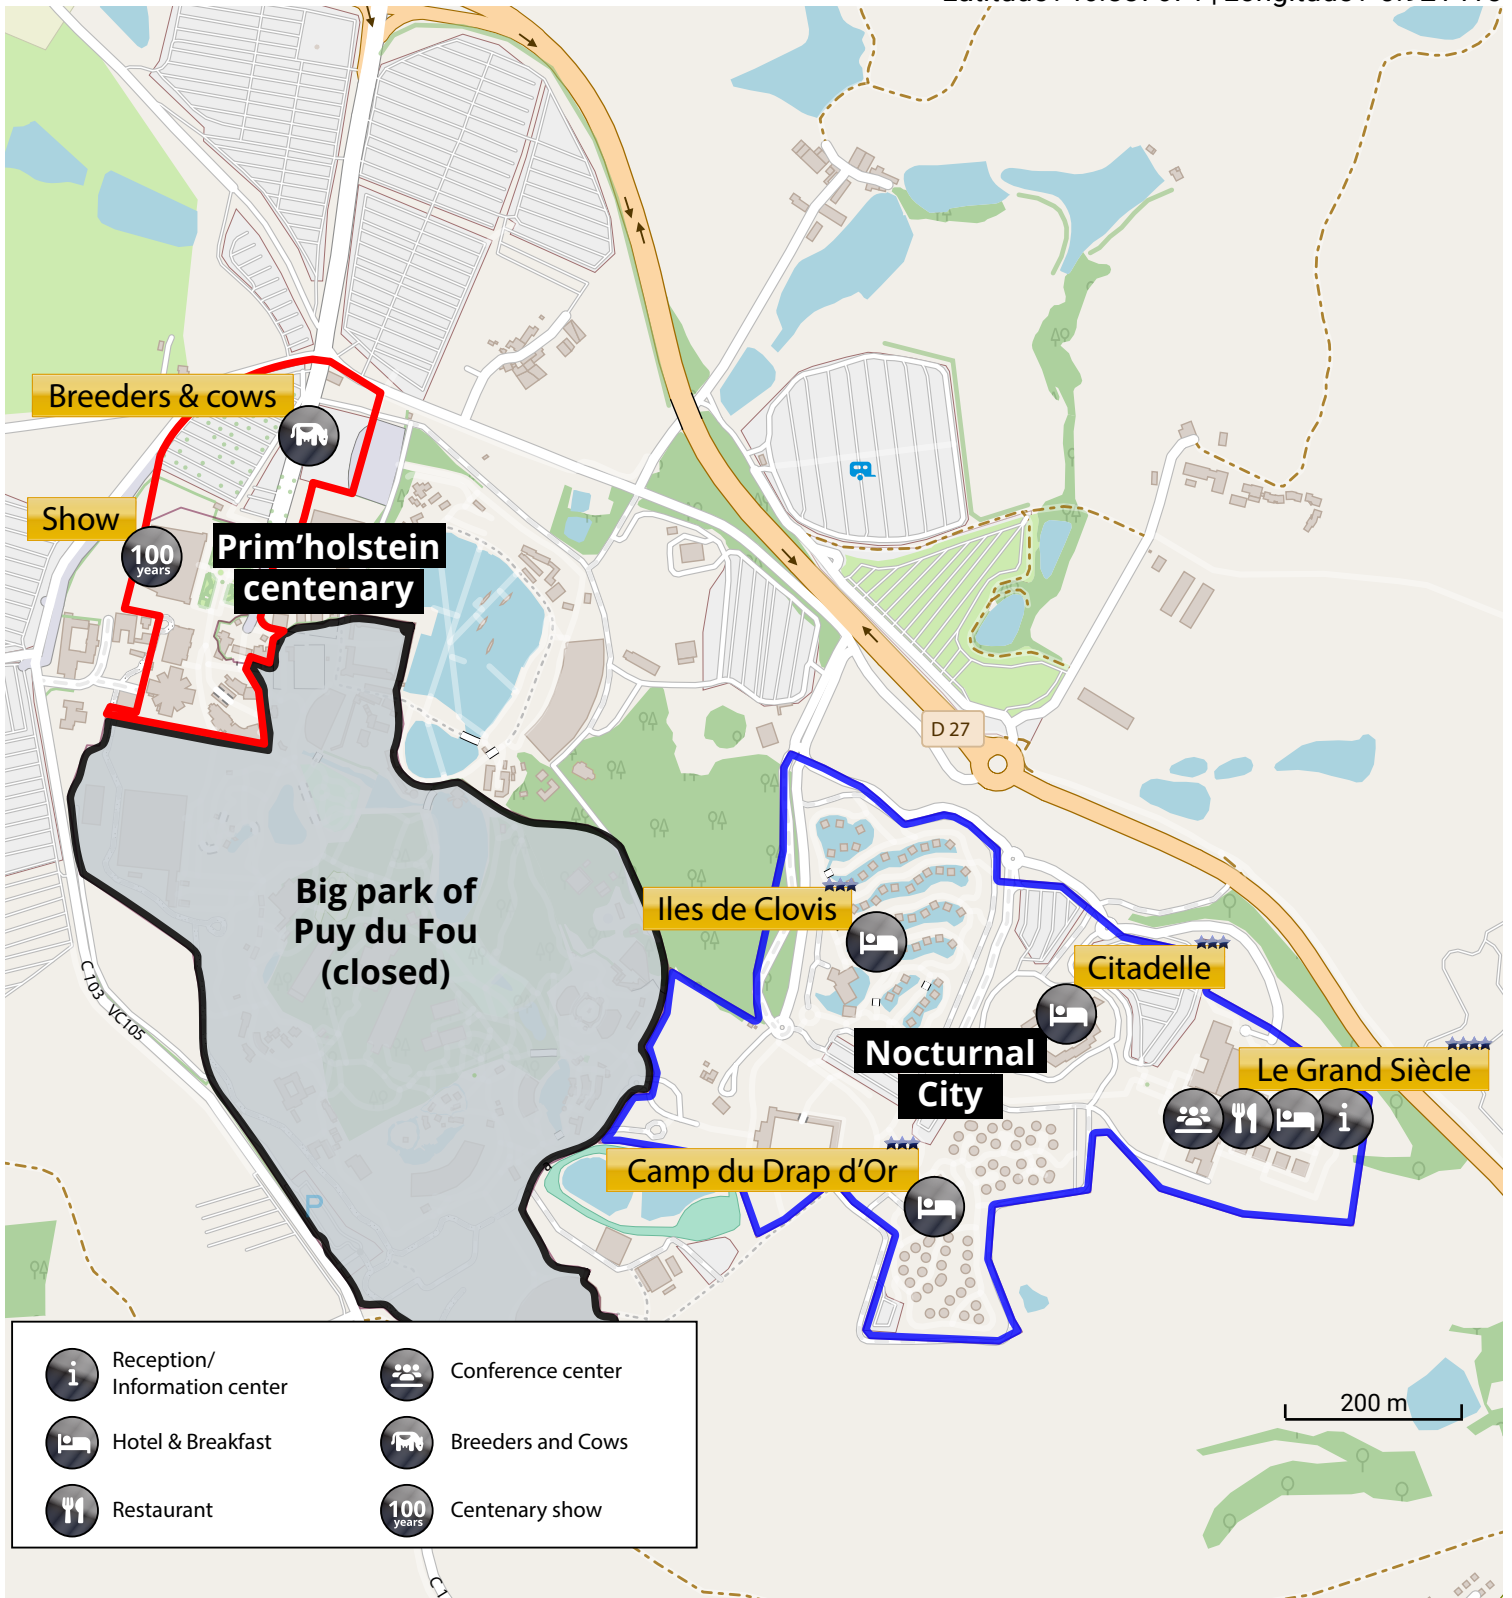 Breeders & cows
Show
100
years
Prim’holstein
centenary
D 27
Big park of
Puy du Fou
(closed)
Iles de Clovis
Citadelle
C 103 VC105
Nocturnal
City
Le Grand Siècle
i
Camp du Drap d’Or
P
i
Reception/
Information center
Conference center
Hotel & Breakfast
Breeders and Cows
Restaurant
100
years
Centenary show
200 m